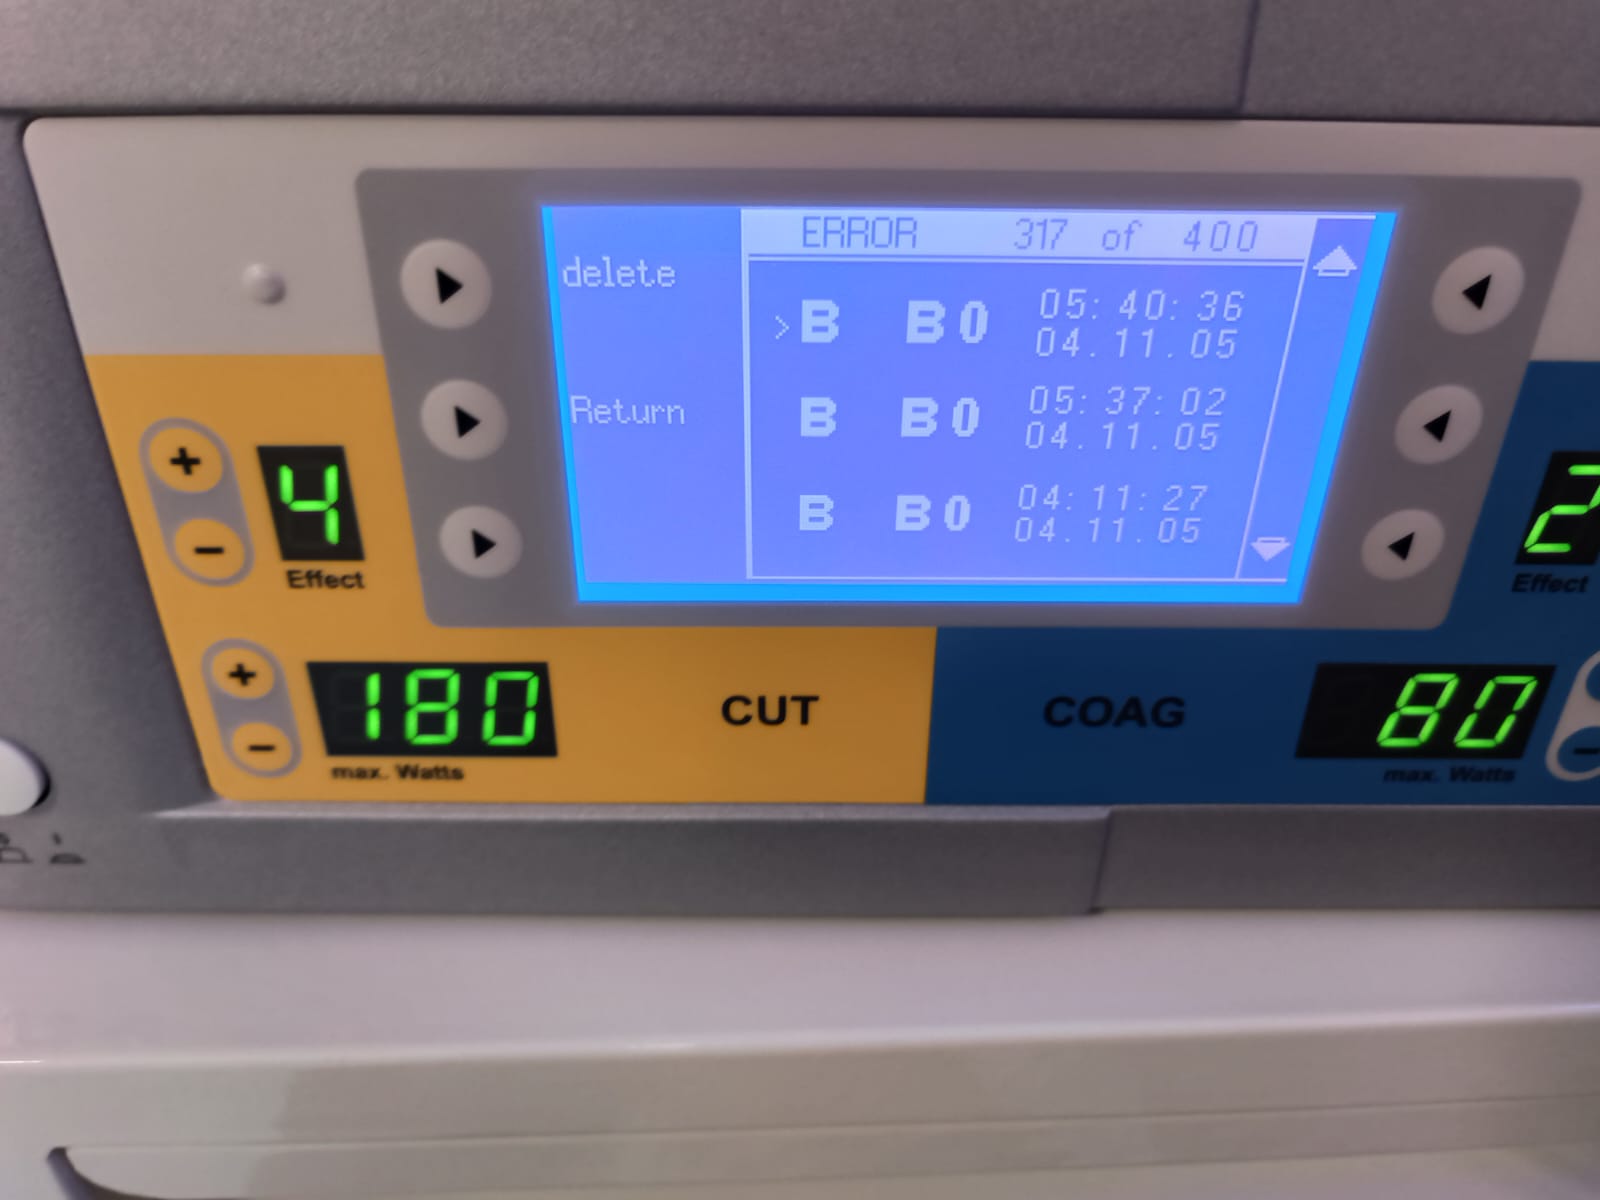 ERROR 317 of 400
delete
> B B0 05:40:36
04.11.05
Return
B B0 05:37:02
04.11.05
B B0 04:11:27
04.11.05
+
4
-
Effect
2
Effect
+
180
-
max. Watts
CUT
COAG
80
-
max. Watts